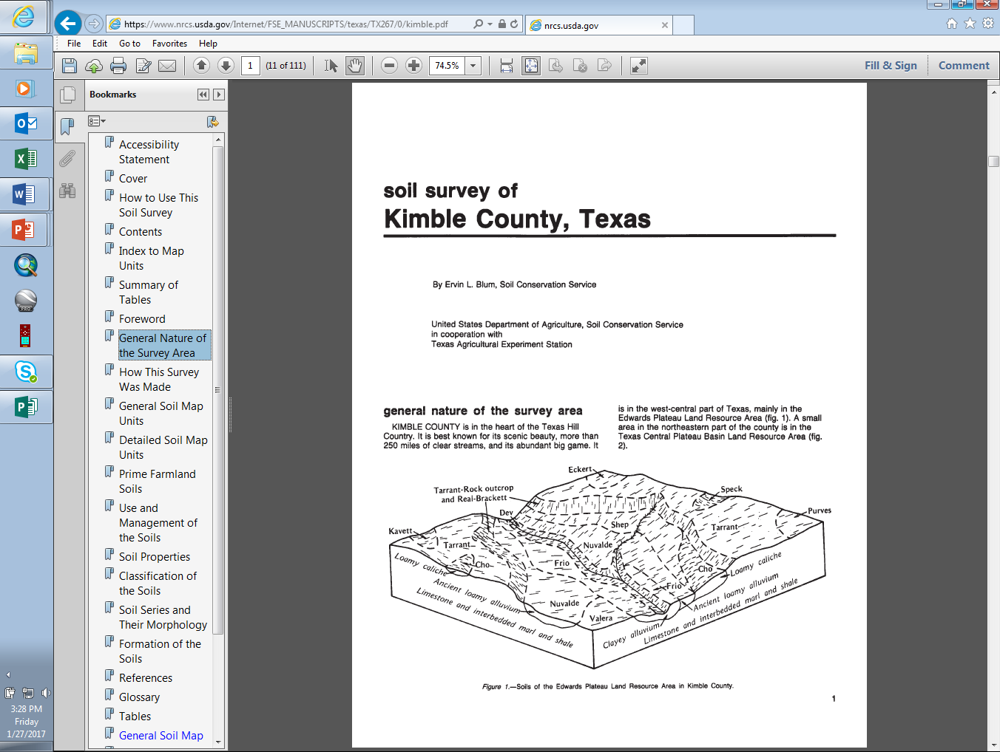 https://www.nrcs.usda.gov/Internet/FSE_MANUSCRIPTS/texas/TX267/0/kimble.pdf
nrcs.usda.gov
File Edit Go to Favorites Help
1 (11 of 111) 74.5% Fill & Sign Comment
Bookmarks
Accessibility
Statement
Cover
How to Use This
Soil Survey
Contents
Index to Map
Units
Summary of
Tables
Foreword
General Nature of
the Survey Area
How This Survey
Was Made
General Soil Map
Units
Detailed Soil Map
Units
Prime Farmland
Soils
Use and
Management of
the Soils
Soil Properties
Classification of
the Soils
Soil Series and
Their Morphology
Formation of the
Soils
References
Glossary
Tables
General Soil Map
soil survey of
Kimble County, Texas
By Ervin L. Blum, Soil Conservation Service
United States Department of Agriculture, Soil Conservation Service
in cooperation with
Texas Agricultural Experiment Station
general nature of the survey area
KIMBLE COUNTY is in the heart of the Texas Hill
Country. It is best known for its scenic beauty, more than
250 miles of clear streams, and its abundant big game. It
is in the west-central part of Texas, mainly in the
Edwards Plateau Land Resource Area (fig. 1). A small
area in the northeastern part of the county is in the
Texas Central Plateau Basin Land Resource Area (fig.
2).
Eckert
Tarrant-Rock outcrop
and Real-Brackett
Speck
Dev
Purves
Kavett
Shep
Tarrant
Tarrant
Nuvalde
Cho
Frio
Cho
Loamy caliche
Loamy caliche
Frio
Ancient loamy alluvium
Ancient loamy alluvium
Limestone and interbedded marl and shale
Limestone and interbedded marl and shale
Nuvalde
Valera
Clayey alluvium
Figure 1.—Soils of the Edwards Plateau Land Resource Area in Kimble County.
1
O
X
W
P
PRO
S
P
3:28 PM
Friday
1/27/2017